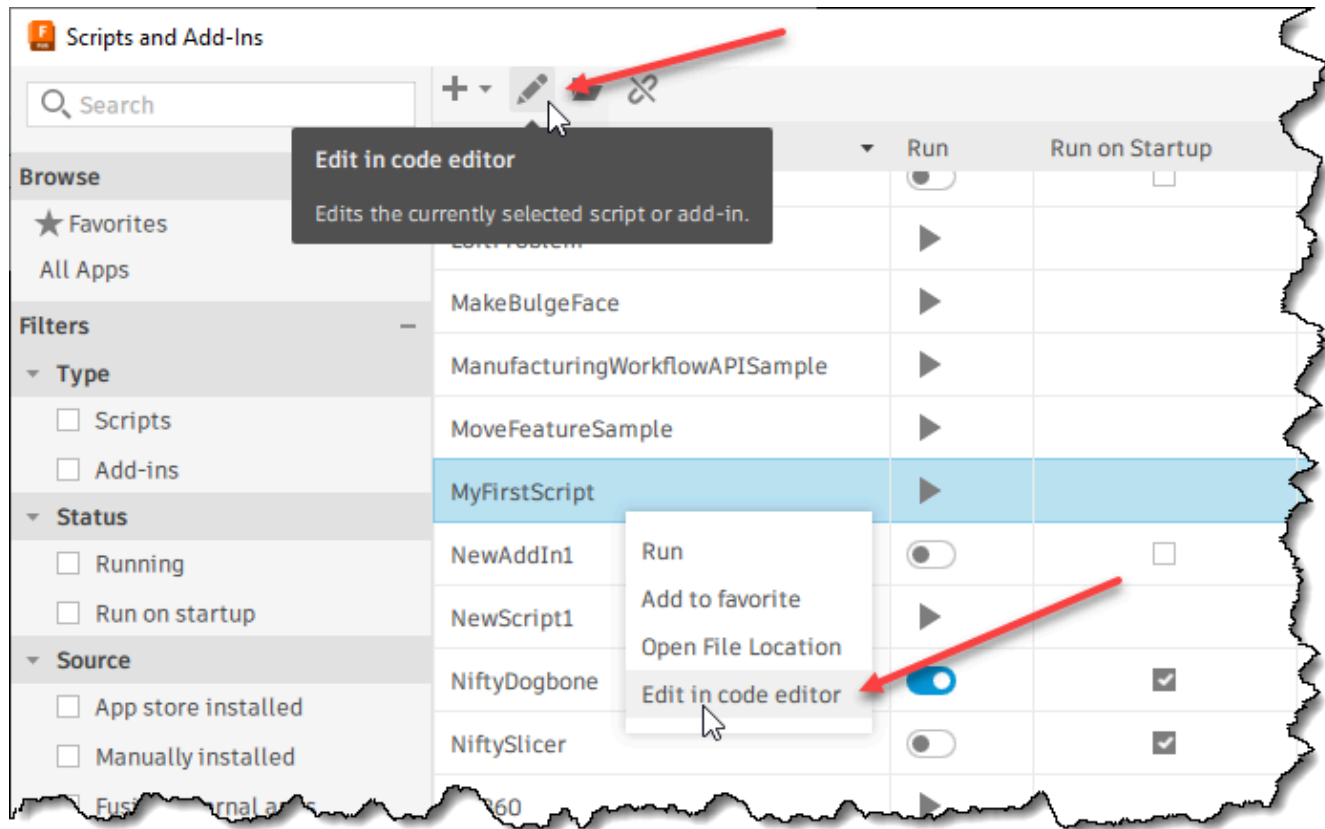 Scripts and Add-Ins
Search
Edit in code editor
Edits the currently selected script or add-in.
Run
Run on Startup
Browse
Favorites
All Apps
Filters
Type
Scripts
Add-ins
Status
Running
Run on startup
Source
App store installed
Manually installed
MakeBulgeFace
ManufacturingWorkflowAPISample
MoveFeatureSample
MyFirstScript
NewAddIn1
NewScript1
NiftyDogbone
NiftySlicer
60
Run
Add to favorite
Open File Location
Edit in code editor